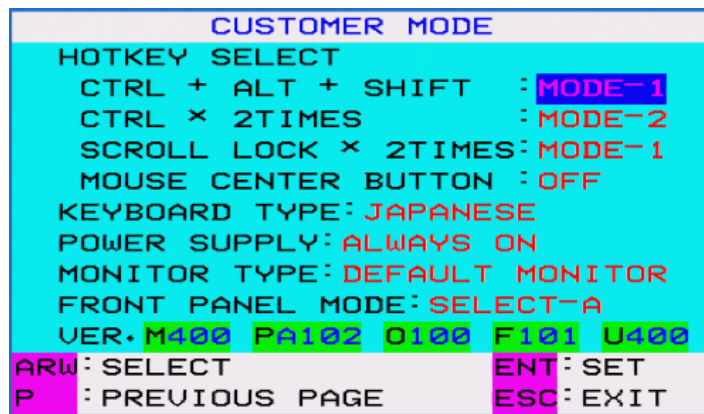 CUSTOMER MODE
HOTKEY SELECT
CTRL + ALT + SHIFT :MODE-1
CTRL × 2TIMES :MODE-2
SCROLL LOCK × 2TIMES:MODE-1
MOUSE CENTER BUTTON :OFF
KEYBOARD TYPE:JAPANESE
POWER SUPPLY:ALWAYS ON
MONITOR TYPE:DEFAULT MONITOR
FRONT PANEL MODE:SELECT-A
VER. M400 PA102 O100 F101 U400
ARW:SELECT ENT:SET
P :PREVIOUS PAGE ESC:EXIT